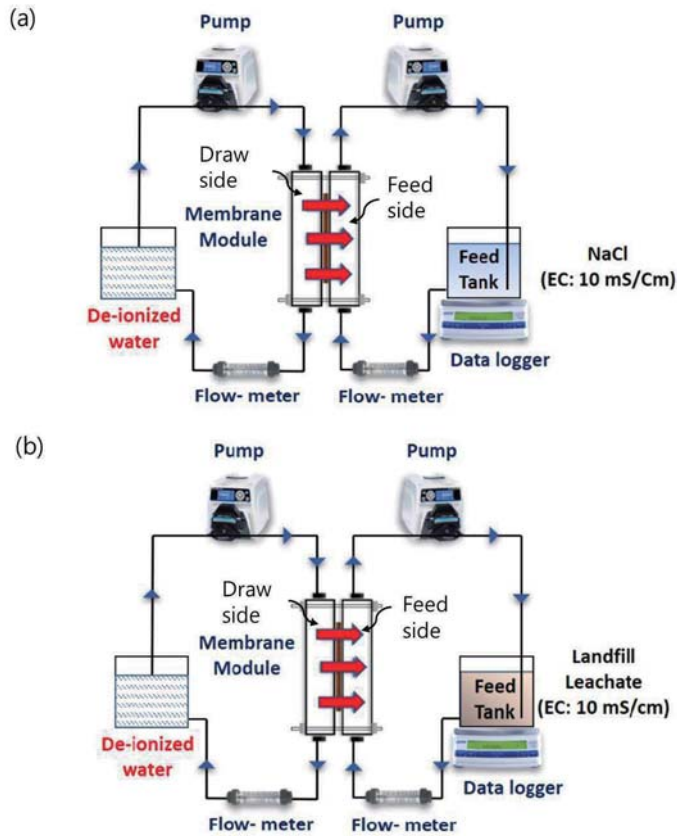 (a)
Pump
Pump
Draw
side
Feed
side
Membrane
Module
De-ionized
water
Feed
Tank
NaCl
(EC: 10 mS/Cm)
Data logger
Flow- meter
Flow- meter
(b)
Pump
Pump
Draw
side
Feed
side
Membrane
Module
De-ionized
water
Feed
Tank
Landfill
Leachate
(EC: 10 mS/cm)
Data logger
Flow- meter
Flow- meter